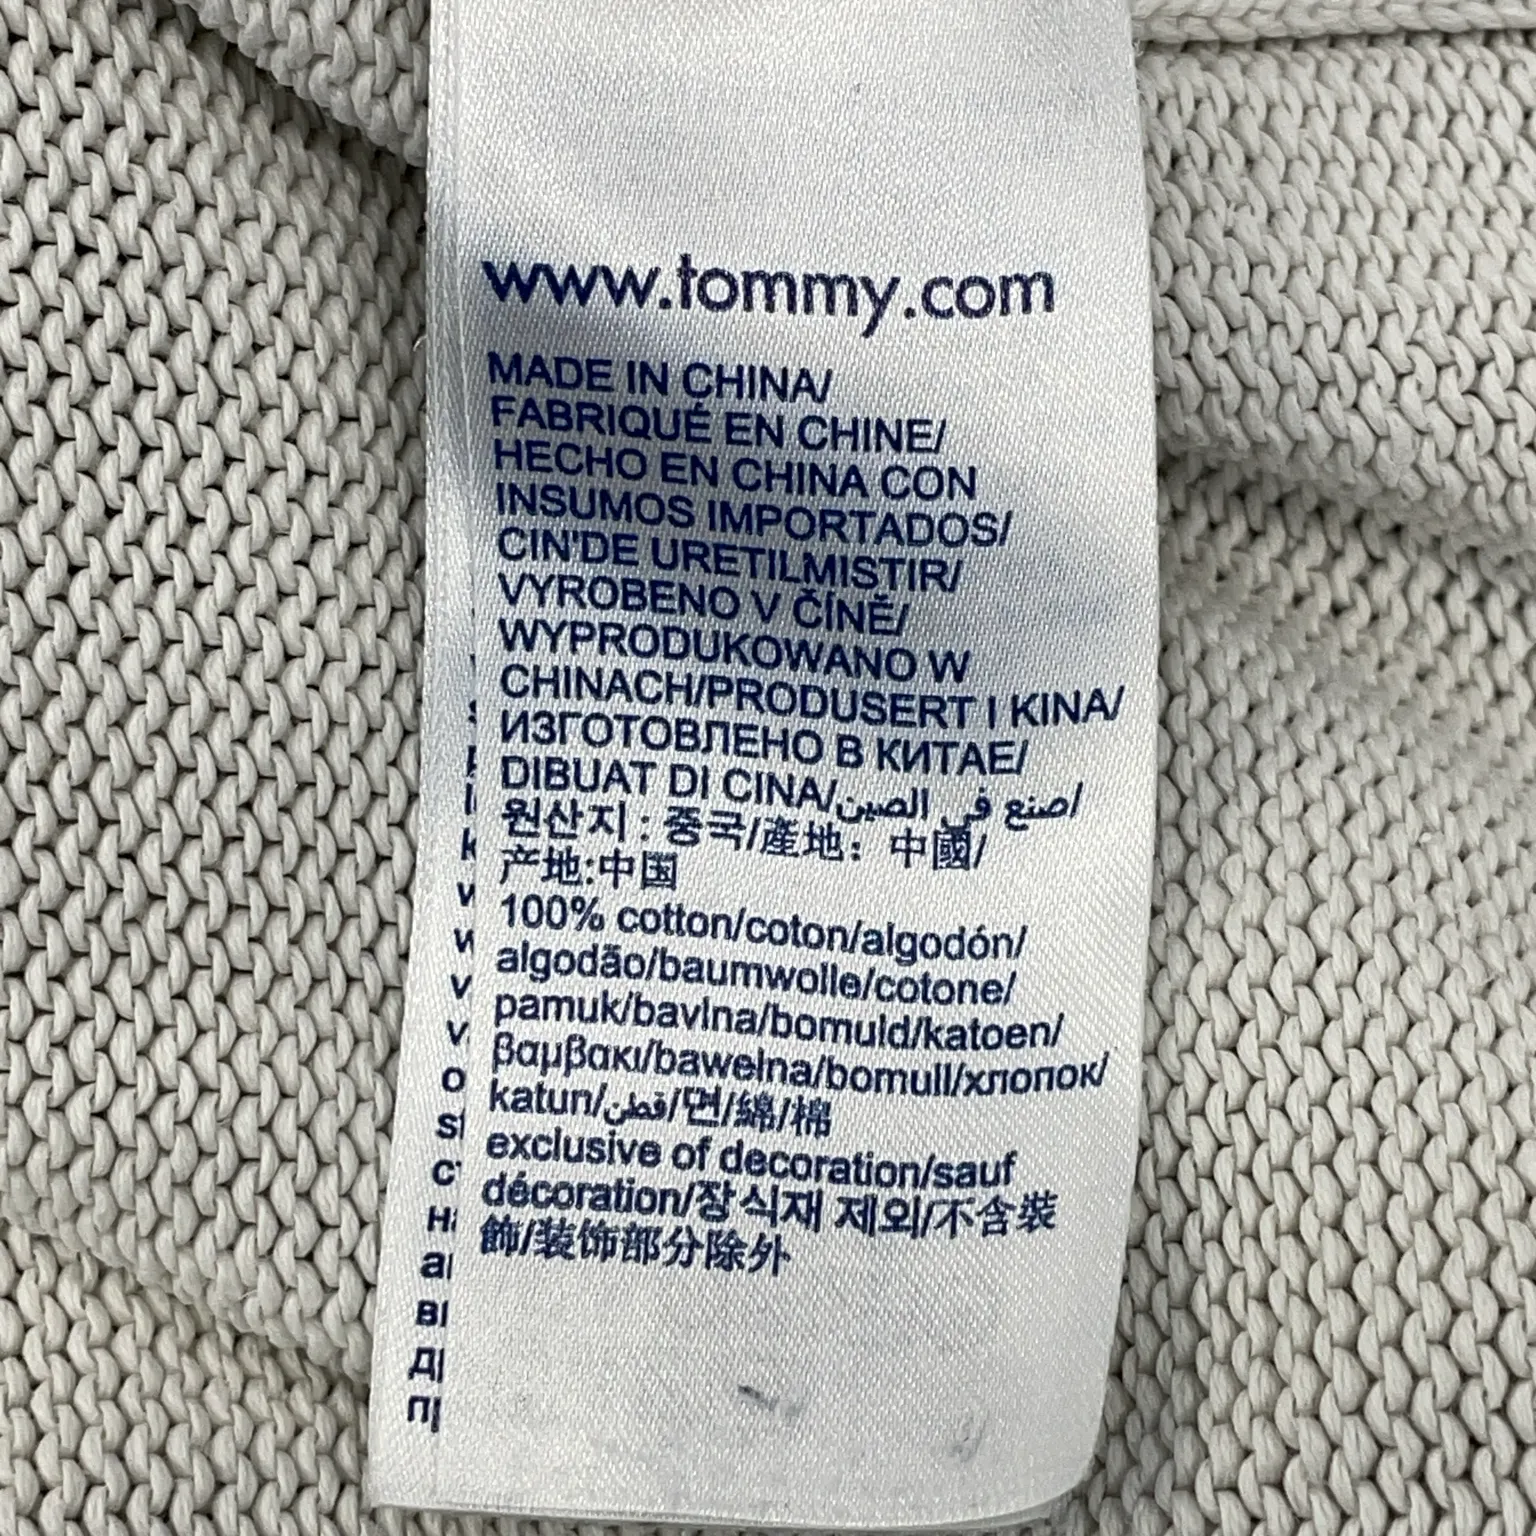 www.tommy.com
MADE IN CHINA/
FABRIQUÉ EN CHINE/
HECHO EN CHINA CON
INSUMOS IMPORTADOS/
CIN'DE URETILMISTIR/
VYROBENO V ČÍNĚ/
WYPRODUKOWANO W
CHINACH/PRODUSERT I KINA/
ИЗГОТОВЛЕНО В КИТАЕ/
DIBUAT DI CINA/صنع في الصين/
원산지 : 중국/產地： 中國/
产地:中国
100% cotton/coton/algodón/
algodão/baumwolle/cotone/
pamuk/bavlna/bomuld/katoen/
βαμβακι/bawełna/bomull/хлопок/
katun/قطن/면/綿/棉
exclusive of decoration/sauf
décoration/장식재 제외/不含裝
飾/装饰部分除外